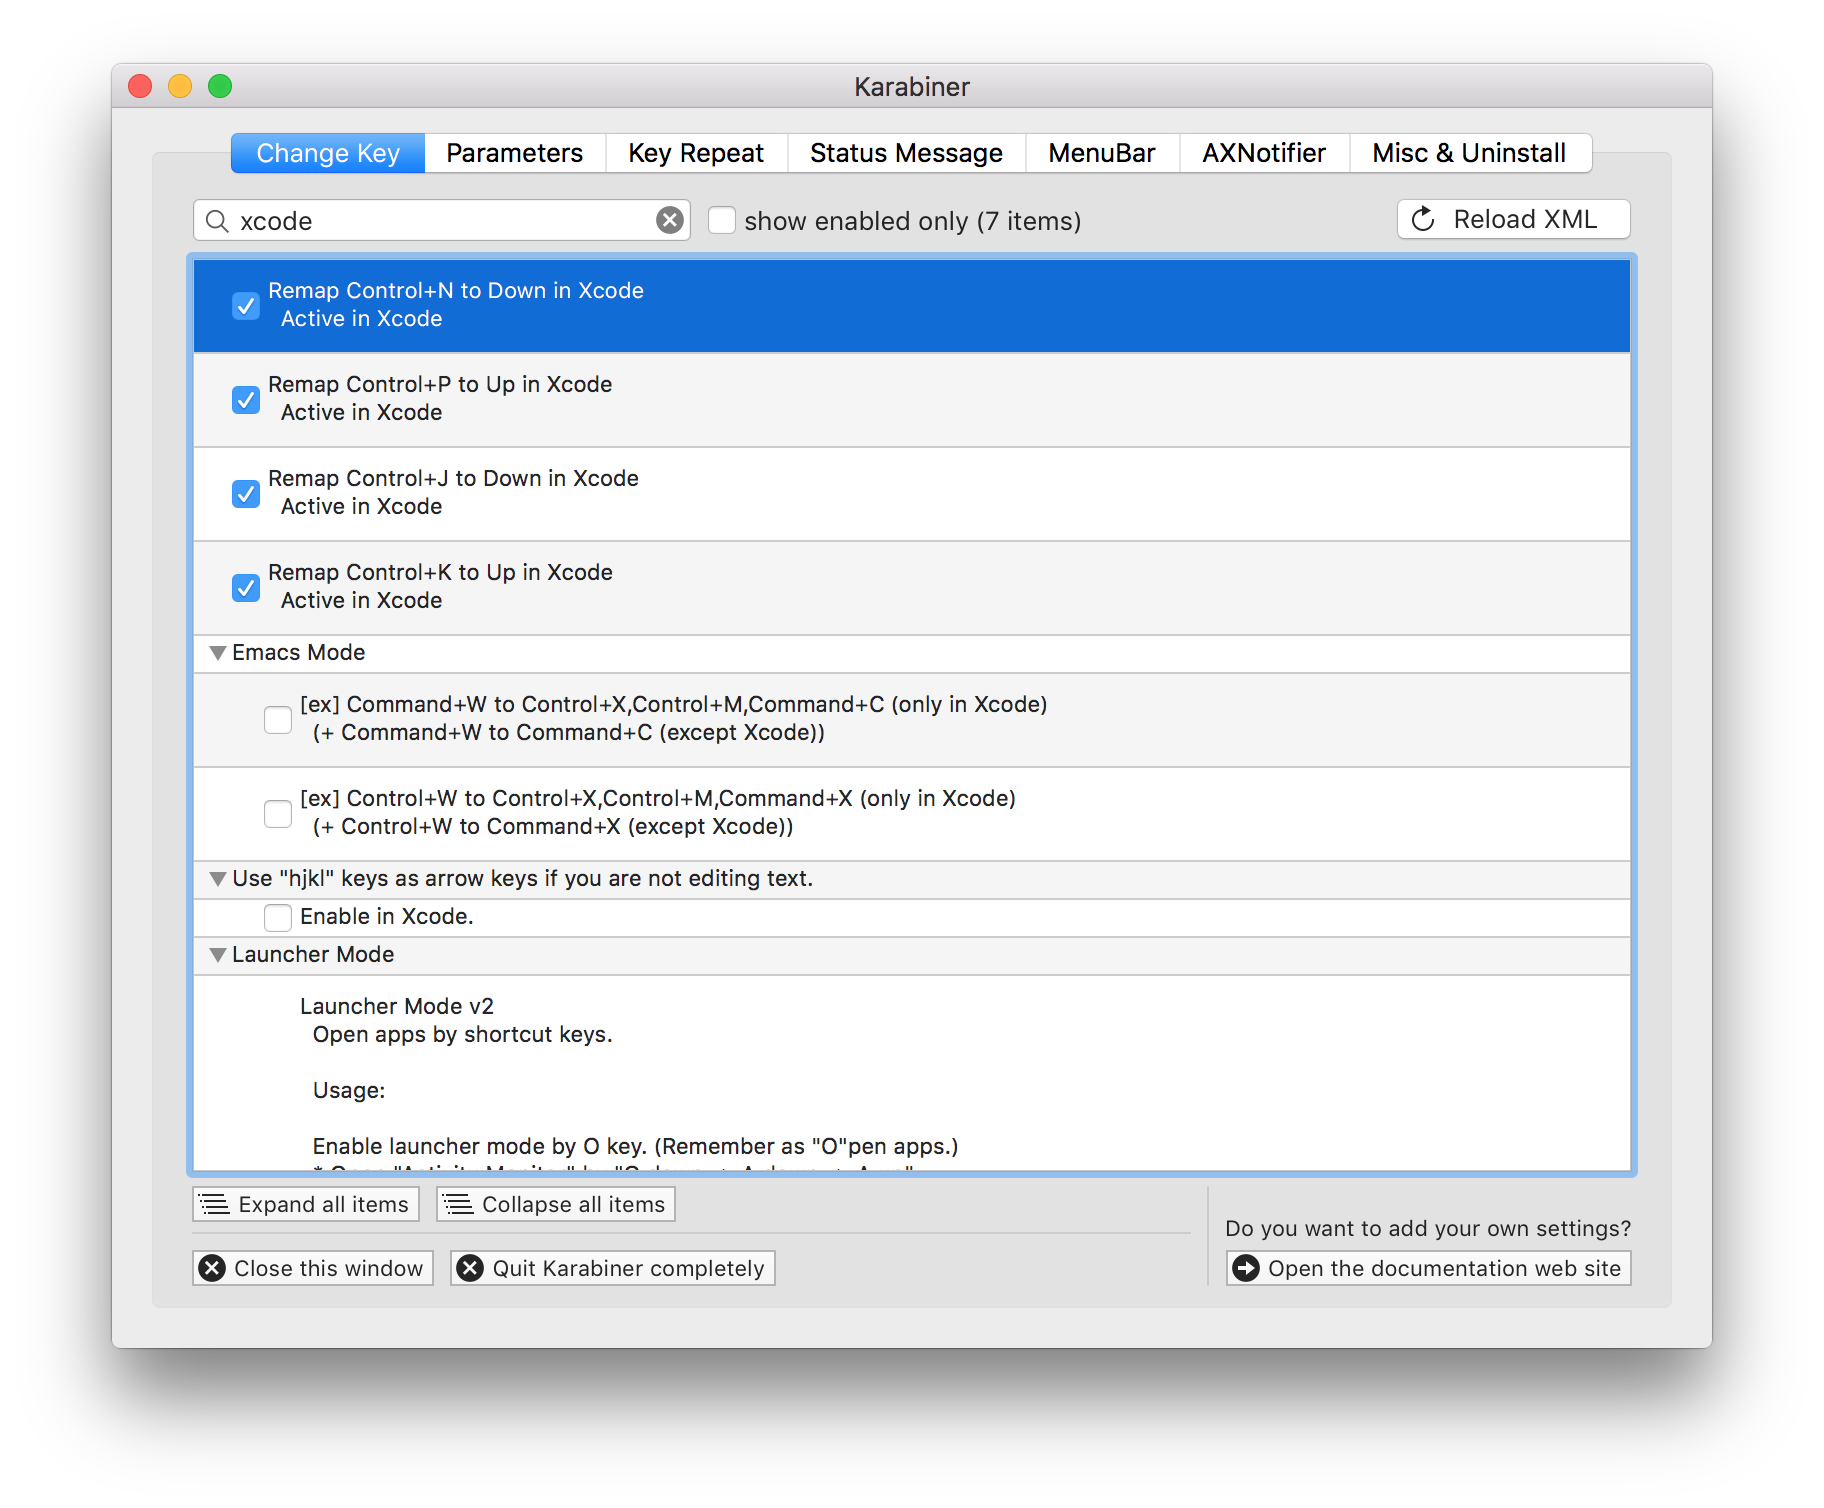 Karabiner
Change Key Parameters Key Repeat Status Message MenuBar AXNotifier Misc & Uninstall
xcode show enabled only (7 items) Reload XML
Remap Control+N to Down in Xcode
Active in Xcode
Remap Control+P to Up in Xcode
Active in Xcode
Remap Control+J to Down in Xcode
Active in Xcode
Remap Control+K to Up in Xcode
Active in Xcode
Emacs Mode
[ex] Command+W to Control+X,Control+M,Command+C (only in Xcode)
(+ Command+W to Command+C (except Xcode))
[ex] Control+W to Control+X,Control+M,Command+X (only in Xcode)
(+ Control+W to Command+X (except Xcode))
Use "hjkl" keys as arrow keys if you are not editing text.
Enable in Xcode.
Launcher Mode
Launcher Mode v2
Open apps by shortcut keys.
Usage:
Enable launcher mode by O key. (Remember as "O"pen apps.)
Expand all items Collapse all items
Do you want to add your own settings?
Close this window Quit Karabiner completely Open the documentation web site